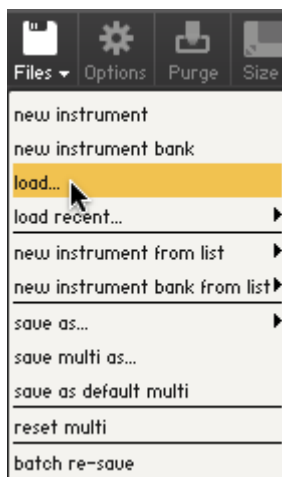 Files Options Purge Size
new instrument
new instrument bank
load...
load recent...
new instrument from list
new instrument bank from list
save as...
save multi as...
save as default multi
reset multi
batch re-save